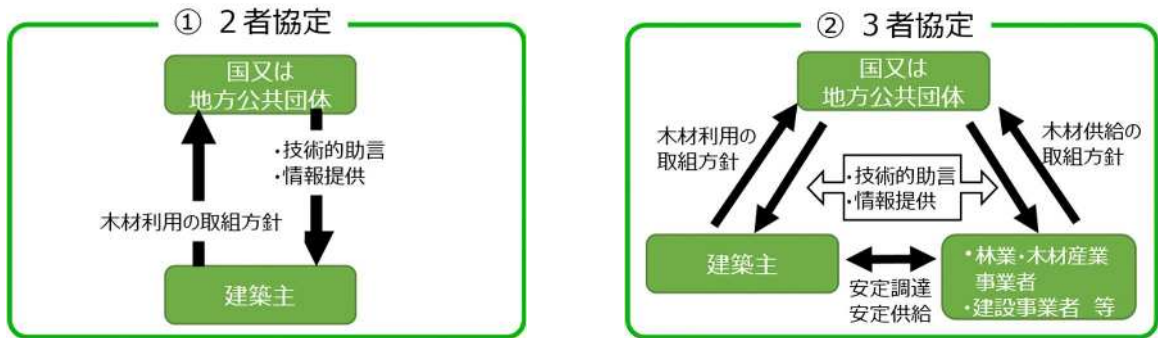 ① 2者協定
国又は
地方公共団体
・技術的助言
・情報提供
木材利用の取組方針
建築主
② 3者協定
国又は
地方公共団体
木材利用の
取組方針
木材供給の
取組方針
・技術的助言
・情報提供
建築主
安定調達
安定供給
・林業・木材産業
事業者
・建設事業者 等